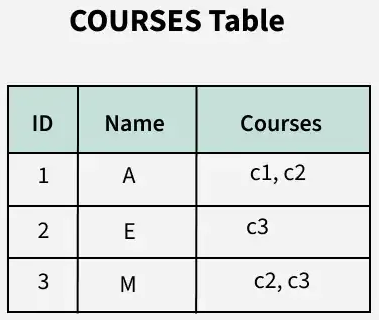 COURSES Table
ID Name Courses
1 A c1, c2
2 E c3
3 M c2, c3